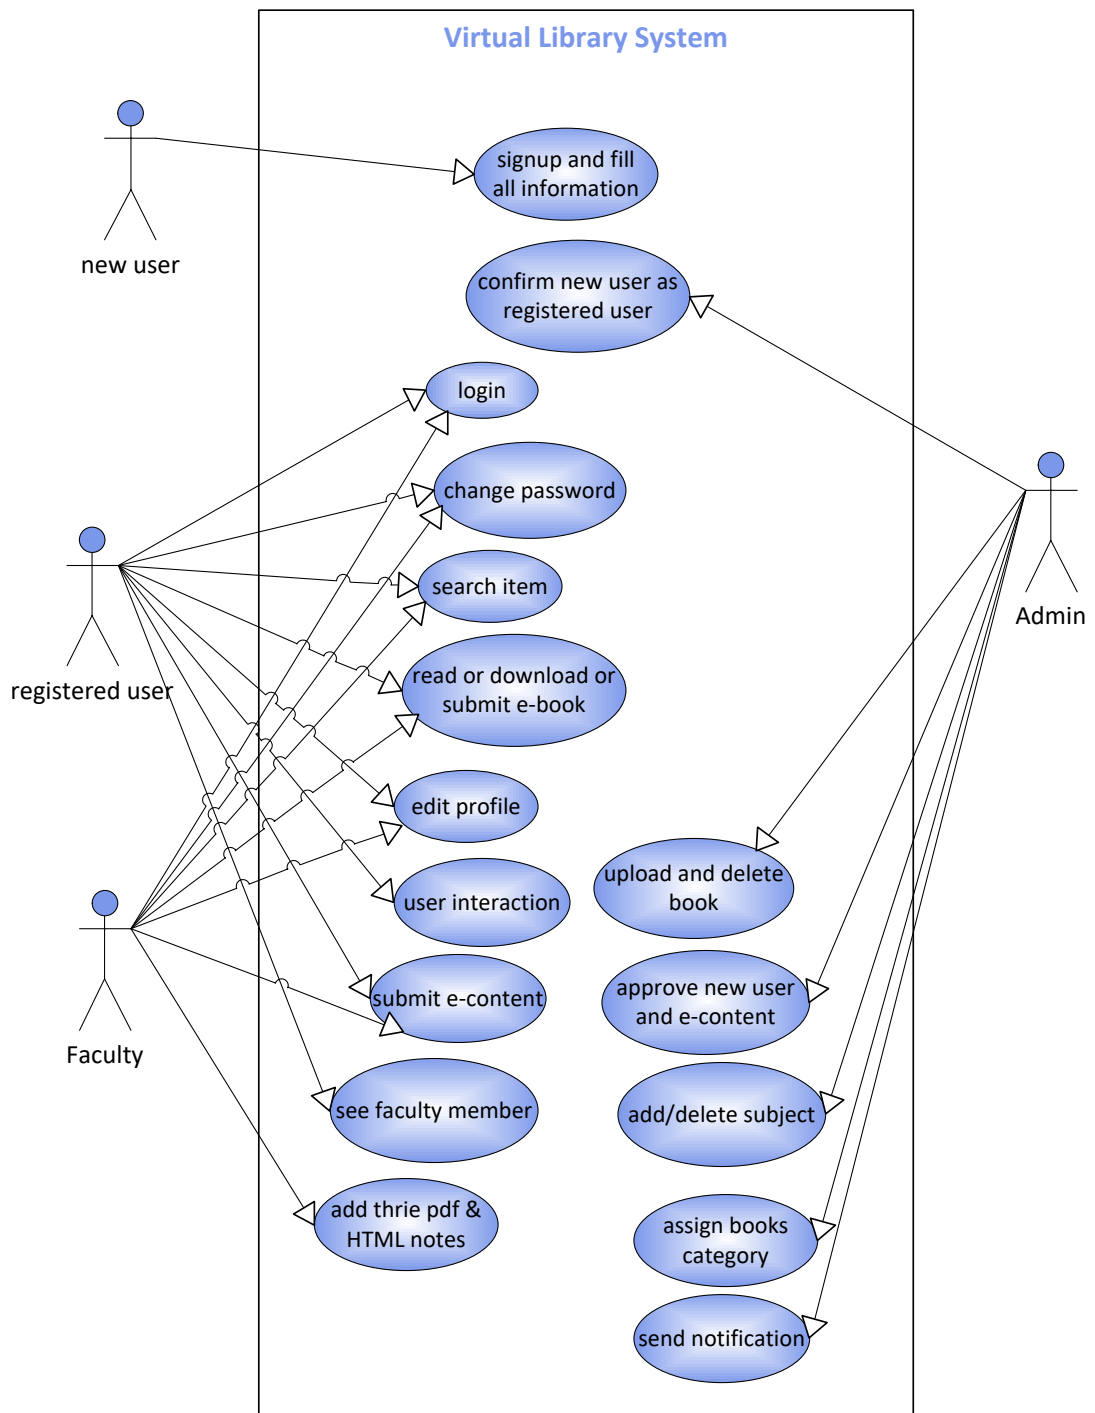 Virtual Library System
signup and fill
all information
new user
confirm new user as
registered user
login
change password
search item
Admin
registered user
read or download or
submit e-book
edit profile
upload and delete
book
user interaction
submit e-content
approve new user
and e-content
Faculty
see faculty member
add/delete subject
add thrie pdf &
HTML notes
assign books
category
send notification